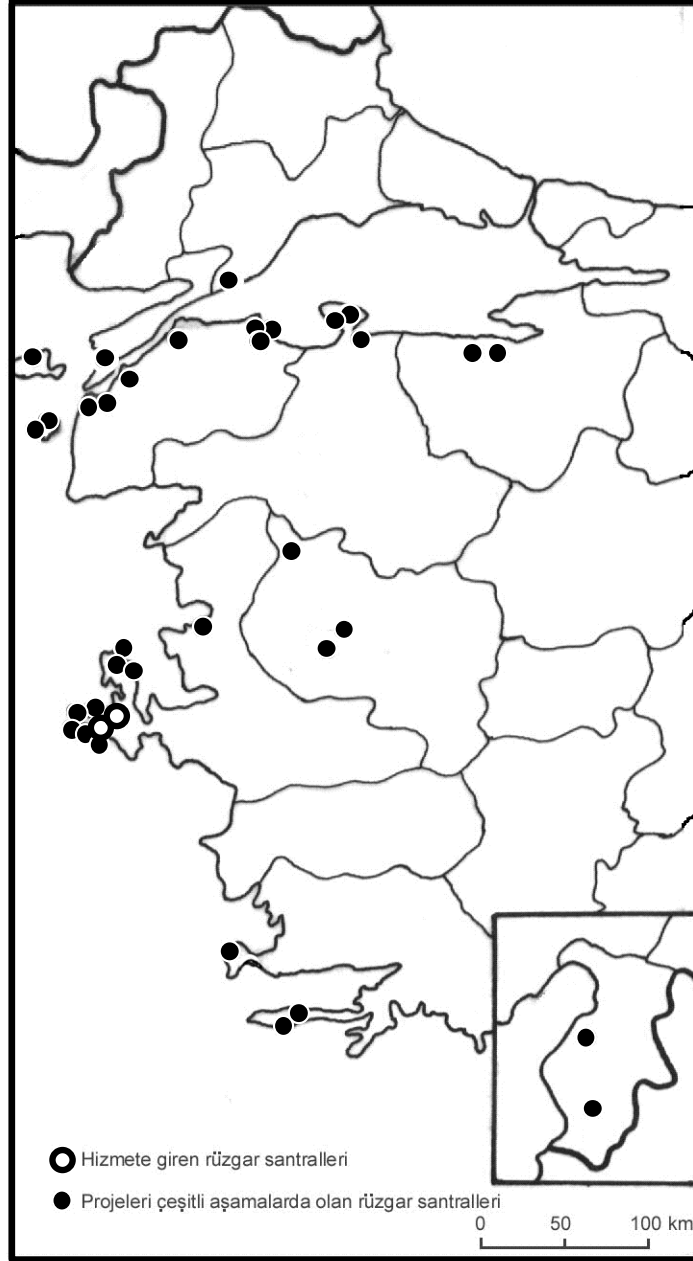 Hizmete giren rüzgar santralleri
Projeleri çeşitli aşamalarda olan rüzgar santralleri
0 50 100 km